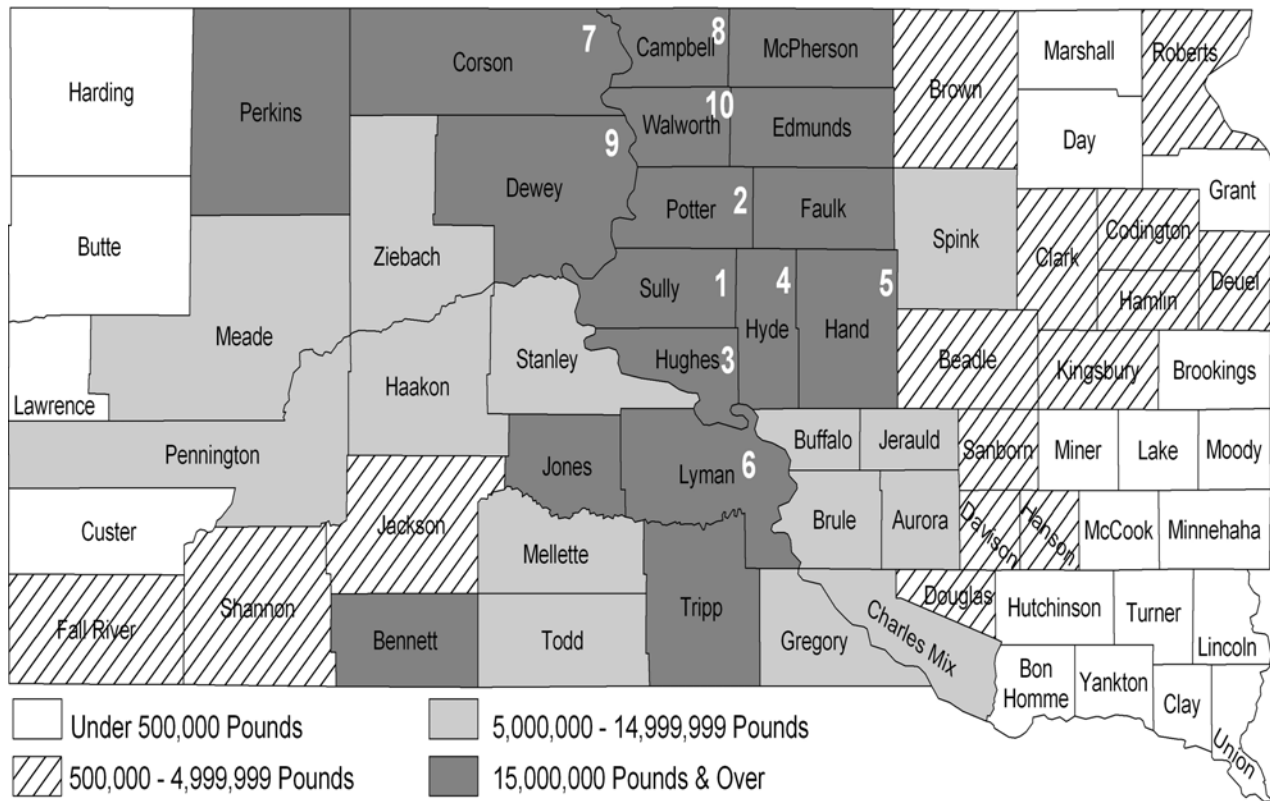 Harding
Perkins
Corson
7
Campbell
8
McPherson
Brown
Marshall
Roberts
Butte
Ziebach
Dewey
9
Walworth
10
Edmunds
Day
Grant
Potter
2
Faulk
Spink
Clark
Codington
Hamlin
Deuel
Meade
Lawrence
Haakon
Stanley
Sully
1
Hyde
4
Hand
5
Hughes
3
Beadle
Kingsbury
Brookings
Pennington
Jones
Lyman
6
Buffalo
Jerauld
Sanborn
Miner
Lake
Moody
Custer
Jackson
Mellette
Brule
Aurora
Davison
Hanson
McCook
Minnehaha
Fall River
Shannon
Bennett
Todd
Tripp
Gregory
Charles Mix
Douglas
Hutchinson
Turner
Lincoln
Bon
Homme
Yankton
Clay
Union
Under 500,000 Pounds
5,000,000 - 14,999,999 Pounds
500,000 - 4,999,999 Pounds
15,000,000 Pounds & Over